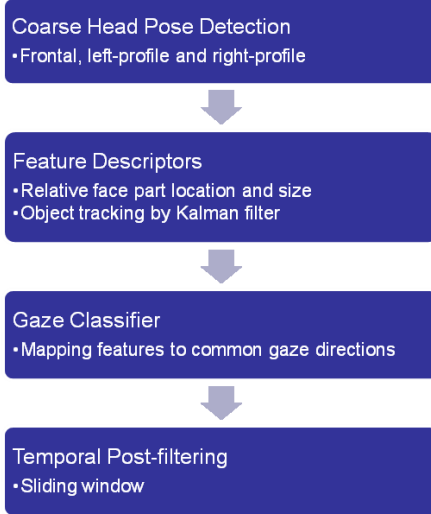 Coarse Head Pose Detection
•Frontal, left-profile and right-profile
Feature Descriptors
•Relative face part location and size
•Object tracking by Kalman filter
Gaze Classifier
•Mapping features to common gaze directions
Temporal Post-filtering
•Sliding window